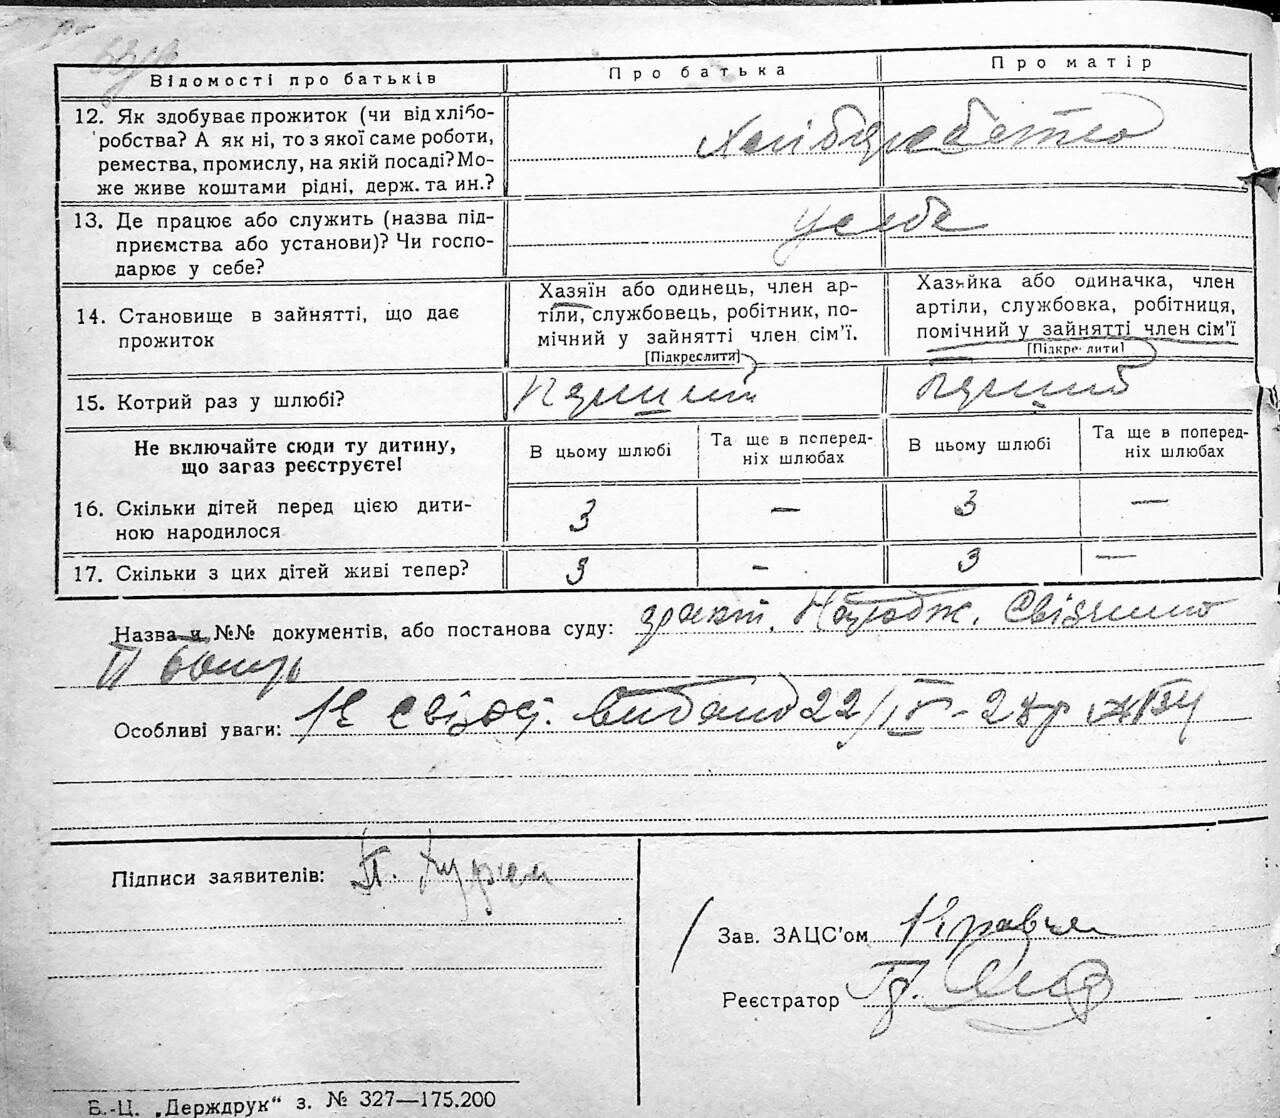 Відомості про батьків
Про батька
Про матір
12. Як здобуває прожиток (чи від хлібо-
робства? А як ні, то з якої саме роботи,
ремества, промислу, на якій посаді? Мо-
же живе коштами рідні, держ. та ин.?
Хліборобство
13. Де працює або служить (назва під-
приємства або установи)? Чи госпо-
дарює у себе?
у себе
14. Становище в зайнятті, що дає
прожиток
Хазяїн або одинець, член ар-
тіли, службовець, робітник, по-
мічний у зайнятті член сім'ї.
[Підкреслити]
Хазяйка або одиначка, член
артіли, службовка, робітниця,
помічний у зайнятті член сім'ї
[Підкреслити]
15. Котрий раз у шлюбі?
Не включайте сюди ту дитину,
що загаз реєструєте!
В цьому шлюбі
Та ще в поперед-
ніх шлюбах
В цьому шлюбі
Та ще в поперед-
ніх шлюбах
16. Скільки дітей перед цією дити-
ною народилося
3 — 3 —
17. Скільки з цих дітей живі тепер?
3 - 3 —
Назва й №№ документів, або постанова суду:
Особливі уваги: видано 22/IV-28р
Підписи заявителів: П.
Зав. ЗАЦС'ом Кравчен
Реєстратор
Б.-Ц. „Держдрук“ з. № 327—175.200